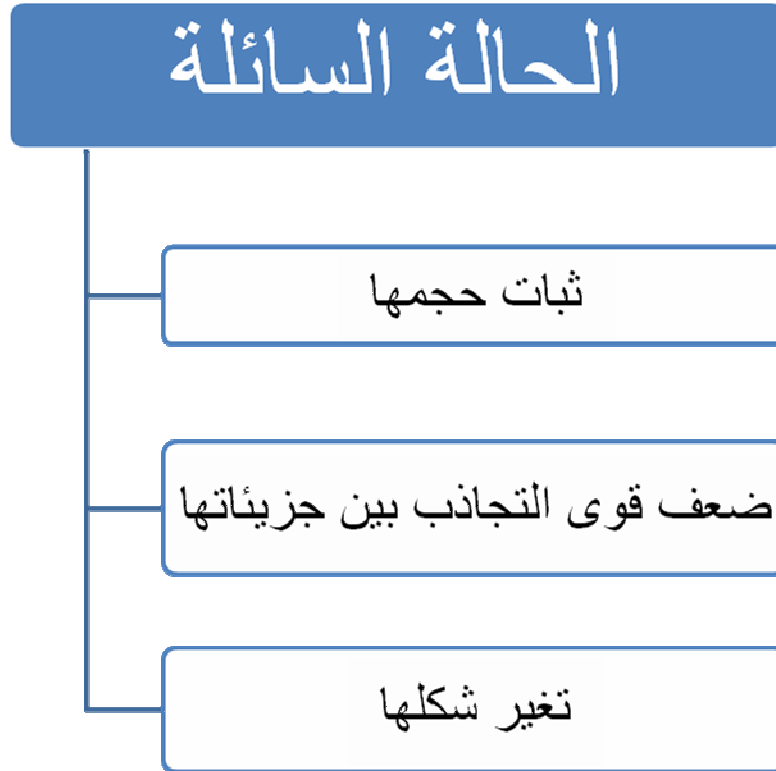 الحالة السائلة
ثبات حجمها
ضعف قوى التجاذب بين جزيئاتها
تغير شكلها